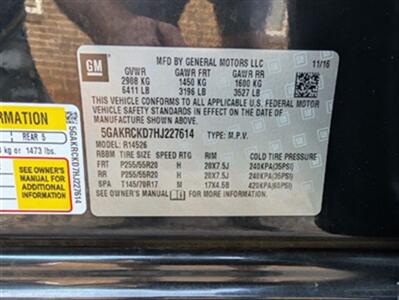 GM
MFD BY GENERAL MOTORS LLC
11/16
GVWR GAWR FRT GAWR RR
2908 KG 1450 KG 1600 KG
6411 LB 3196 LB 3527 LB
THIS VEHICLE CONFORMS TO ALL APPLICABLE U.S. FEDERAL MOTOR
VEHICLE SAFETY STANDARDS IN EFFECT ON THE DATE OF
MANUFACTURE SHOWN ABOVE.
5GAKRCKD7HJ227614 TYPE: M.P.V.
MODEL: R14526
RBBM TIRE SIZE SPEED RTG RIM COLD TIRE PRESSURE
FRT P255/55R20 H 20X7.5J 240KPA(35PSI)
RR P255/55R20 H 20X7.5J 240KPA(35PSI)
SPA T145/70R17 M 17X4.5B 420KPA(60PSI)
SEE OWNER'S MANUAL FOR MORE INFORMATION
FORMATION
REAR 5
kg or 1473 lbs.
SEE OWNER'S
MANUAL FOR
ADDITIONAL
INFORMATION
5GAKRCKD7HJ227614